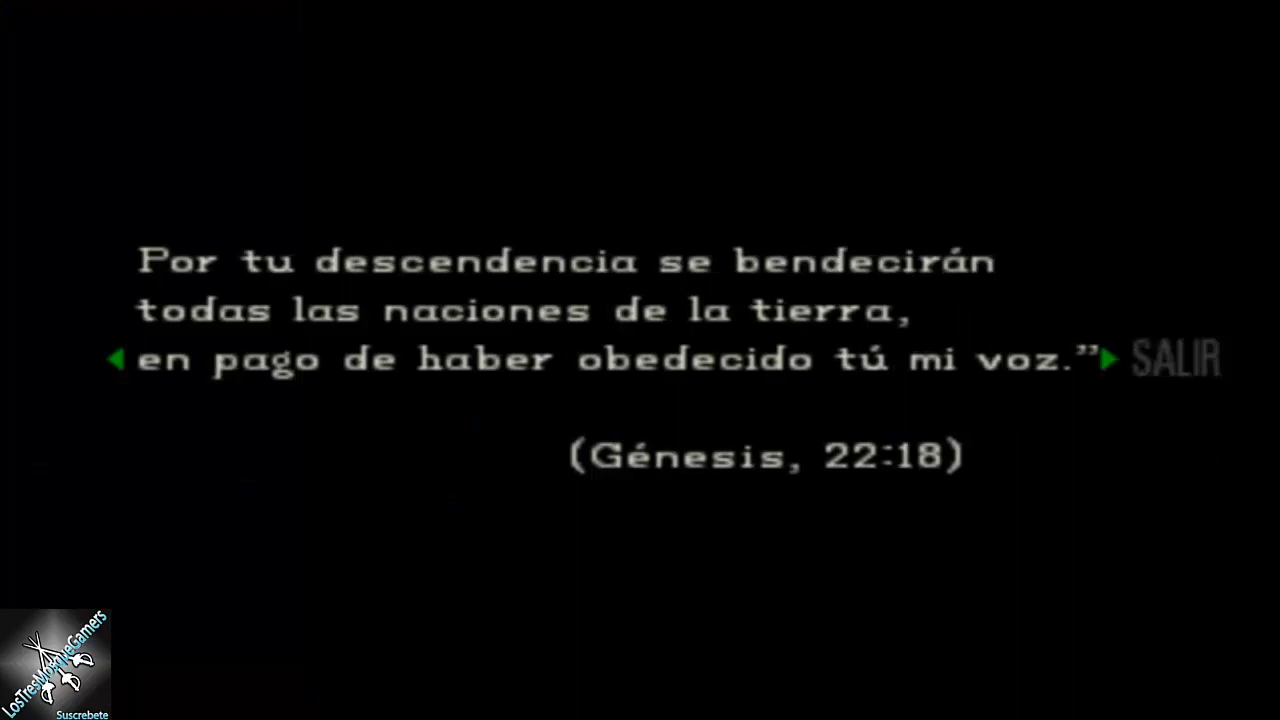 Por tu descendencia se bendecirán
todas las naciones de la tierra,
en pago de haber obedecido tú mi voz.” SALIR
(Génesis, 22:18)
LosTresMosqueGamers
Suscrebete